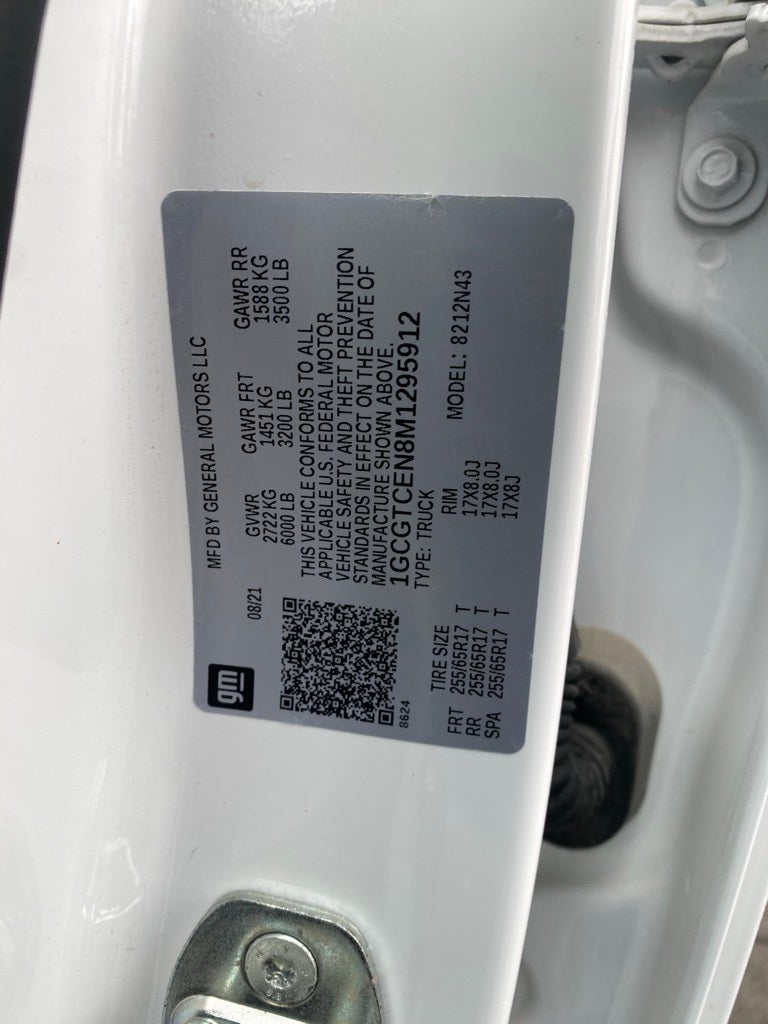 gm
MFD BY GENERAL MOTORS LLC
08/21
GVWR GAWR FRT GAWR RR
2722 KG 1451 KG 1588 KG
6000 LB 3200 LB 3500 LB
THIS VEHICLE CONFORMS TO ALL
APPLICABLE U.S. FEDERAL MOTOR
VEHICLE SAFETY AND THEFT PREVENTION
STANDARDS IN EFFECT ON THE DATE OF
MANUFACTURE SHOWN ABOVE.
1GCGTCEN8M1295912
8624
TYPE: TRUCK MODEL: 8212N43
TIRE SIZE RIM
FRT 255/65R17 T 17X8.0J
RR 255/65R17 T 17X8.0J
SPA 255/65R17 T 17X8J